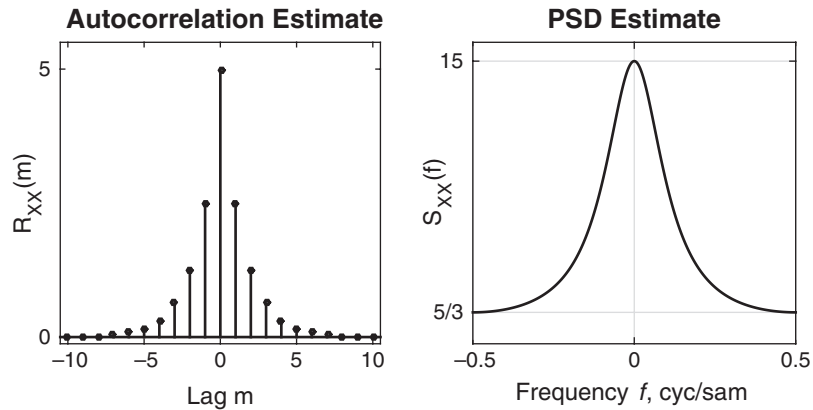 Autocorrelation Estimate
5
0
R_XX(m)
−10 −5 0 5 10
Lag m
PSD Estimate
15
5/3
S_XX(f)
−0.5 0 0.5
Frequency f, cyc/sam